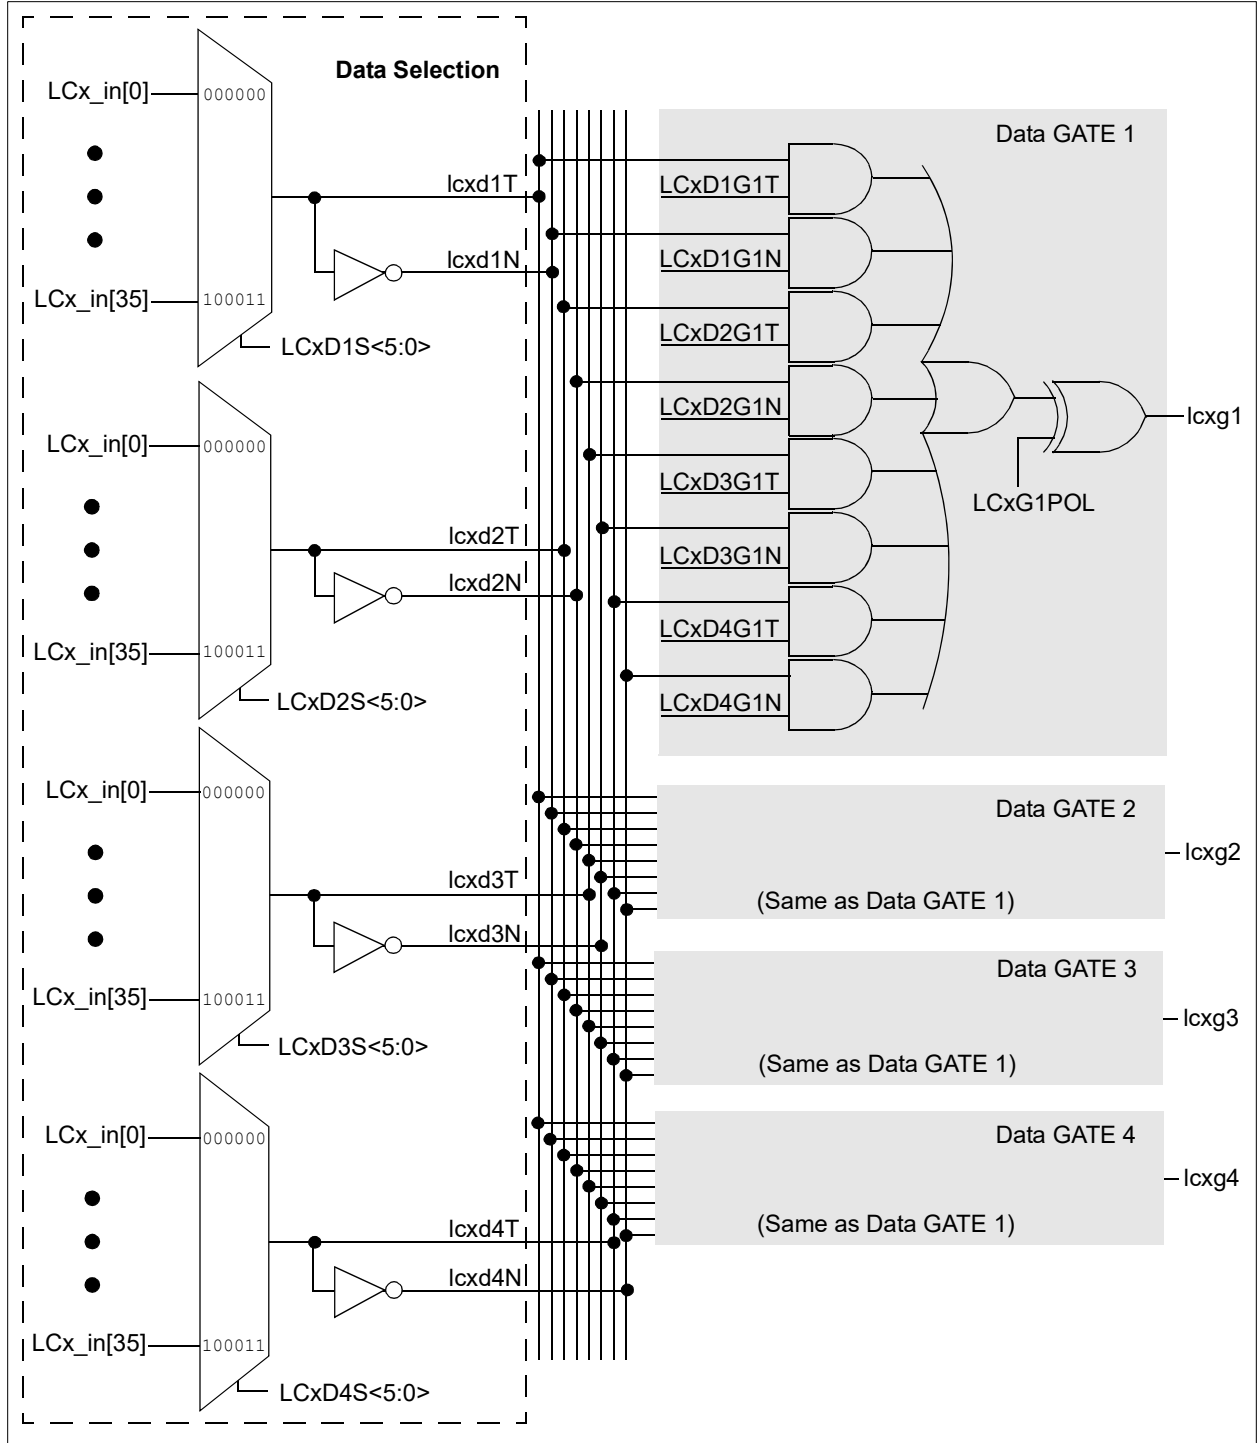 Data Selection
LCx_in[0]
000000
LCx_in[35]
100011
LCxD1S<5:0>
lcxd1T
lcxd1N
LCx_in[0]
000000
LCx_in[35]
100011
LCxD2S<5:0>
lcxd2T
lcxd2N
LCx_in[0]
000000
LCx_in[35]
100011
LCxD3S<5:0>
lcxd3T
lcxd3N
LCx_in[0]
000000
LCx_in[35]
100011
LCxD4S<5:0>
lcxd4T
lcxd4N
Data GATE 1
LCxD1G1T
LCxD1G1N
LCxD2G1T
LCxD2G1N
LCxD3G1T
LCxD3G1N
LCxD4G1T
LCxD4G1N
LCxG1POL
lcxg1
Data GATE 2
(Same as Data GATE 1)
lcxg2
Data GATE 3
(Same as Data GATE 1)
lcxg3
Data GATE 4
(Same as Data GATE 1)
lcxg4